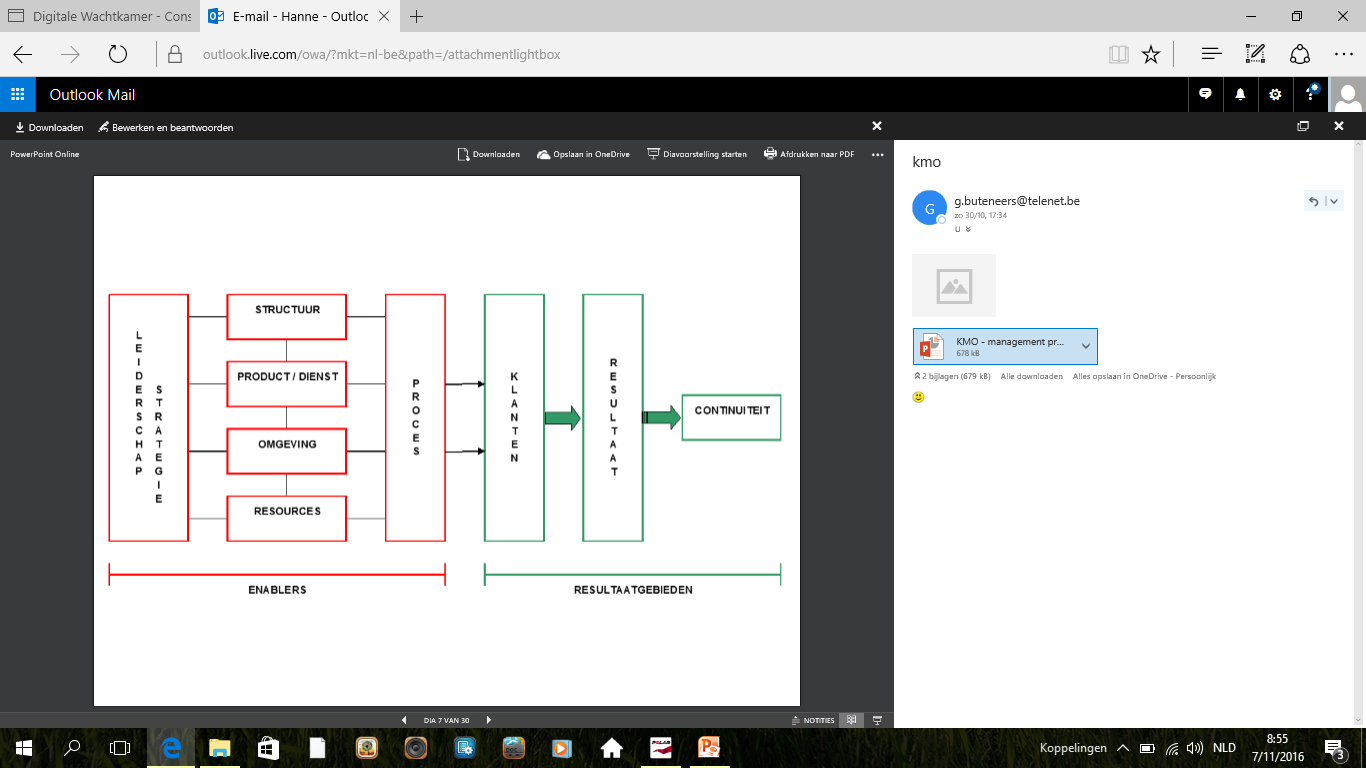 Digitale Wachtkamer - Cons
E-mail - Hanne - Outloc
outlook.live.com/owa/?mkt=nl-be&path=/attachmentlightbox
Outlook Mail
Downloaden
Bewerken en beantwoorden
PowerPoint Online
Downloaden
Opslaan in OneDrive
Diavoorstelling starten
Afdrukken naar PDF
LEIDERSCHAP
STRATEGIE
STRUCTUUR
PRODUCT / DIENST
OMGEVING
RESOURCES
PROCES
KLANTEN
RESULTAAT
CONTINUITEIT
ENABLERS
RESULTAATGEBIEDEN
DIA 7 VAN 30
NOTITIES
kmo
G
g.buteneers@telenet.be
zo 30/10, 17:34
U
KMO - management pr...
678 kB
2 bijlagen (679 kB)
Alle downloaden
Alles opslaan in OneDrive - Persoonlijk
Koppelingen
NLD
8:55
7/11/2016
3